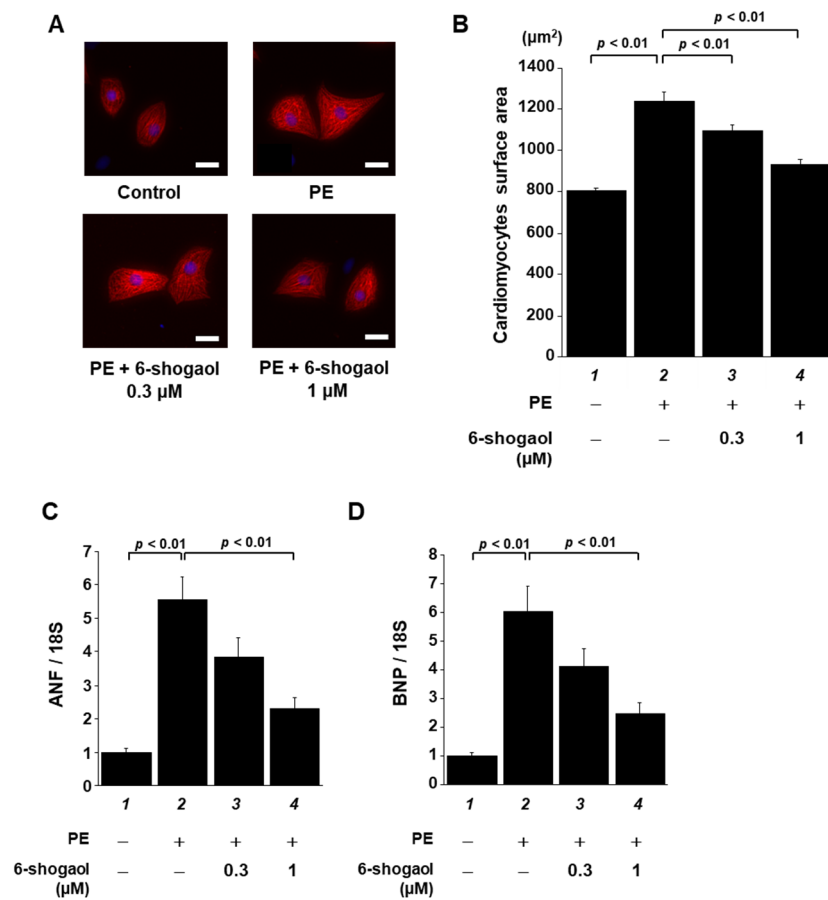 A
Control
PE
PE + 6-shogaol
0.3 µM
PE + 6-shogaol
1 µM
B
(µm²)
p < 0.01
p < 0.01
p < 0.01
Cardiomyocytes surface area
1400
1200
1000
800
600
400
200
0
1 2 3 4
PE – + + +
6-shogaol – – 0.3 1
(µM)
C
p < 0.01
p < 0.01
ANF / 18S
7
6
5
4
3
2
1
0
1 2 3 4
PE – + + +
6-shogaol – – 0.3 1
(µM)
D
p < 0.01
p < 0.01
BNP / 18S
8
7
6
5
4
3
2
1
0
1 2 3 4
PE – + + +
6-shogaol – – 0.3 1
(µM)